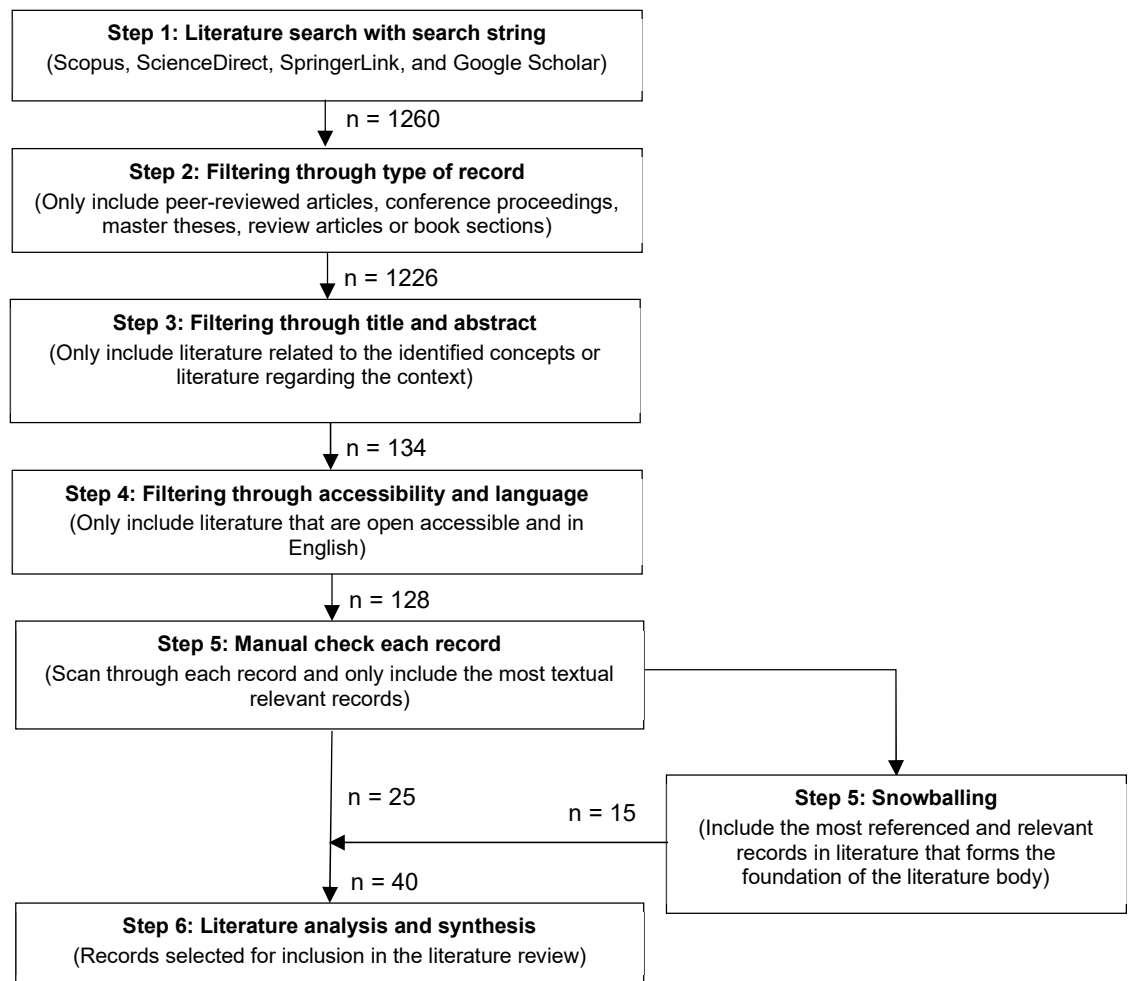 Step 1: Literature search with search string
(Scopus, ScienceDirect, SpringerLink, and Google Scholar)
n = 1260
Step 2: Filtering through type of record
(Only include peer-reviewed articles, conference proceedings,
master theses, review articles or book sections)
n = 1226
Step 3: Filtering through title and abstract
(Only include literature related to the identified concepts or
literature regarding the context)
n = 134
Step 4: Filtering through accessibility and language
(Only include literature that are open accessible and in
English)
n = 128
Step 5: Manual check each record
(Scan through each record and only include the most textual
relevant records)
n = 25
n = 15
Step 5: Snowballing
(Include the most referenced and relevant
records in literature that forms the
foundation of the literature body)
n = 40
Step 6: Literature analysis and synthesis
(Records selected for inclusion in the literature review)